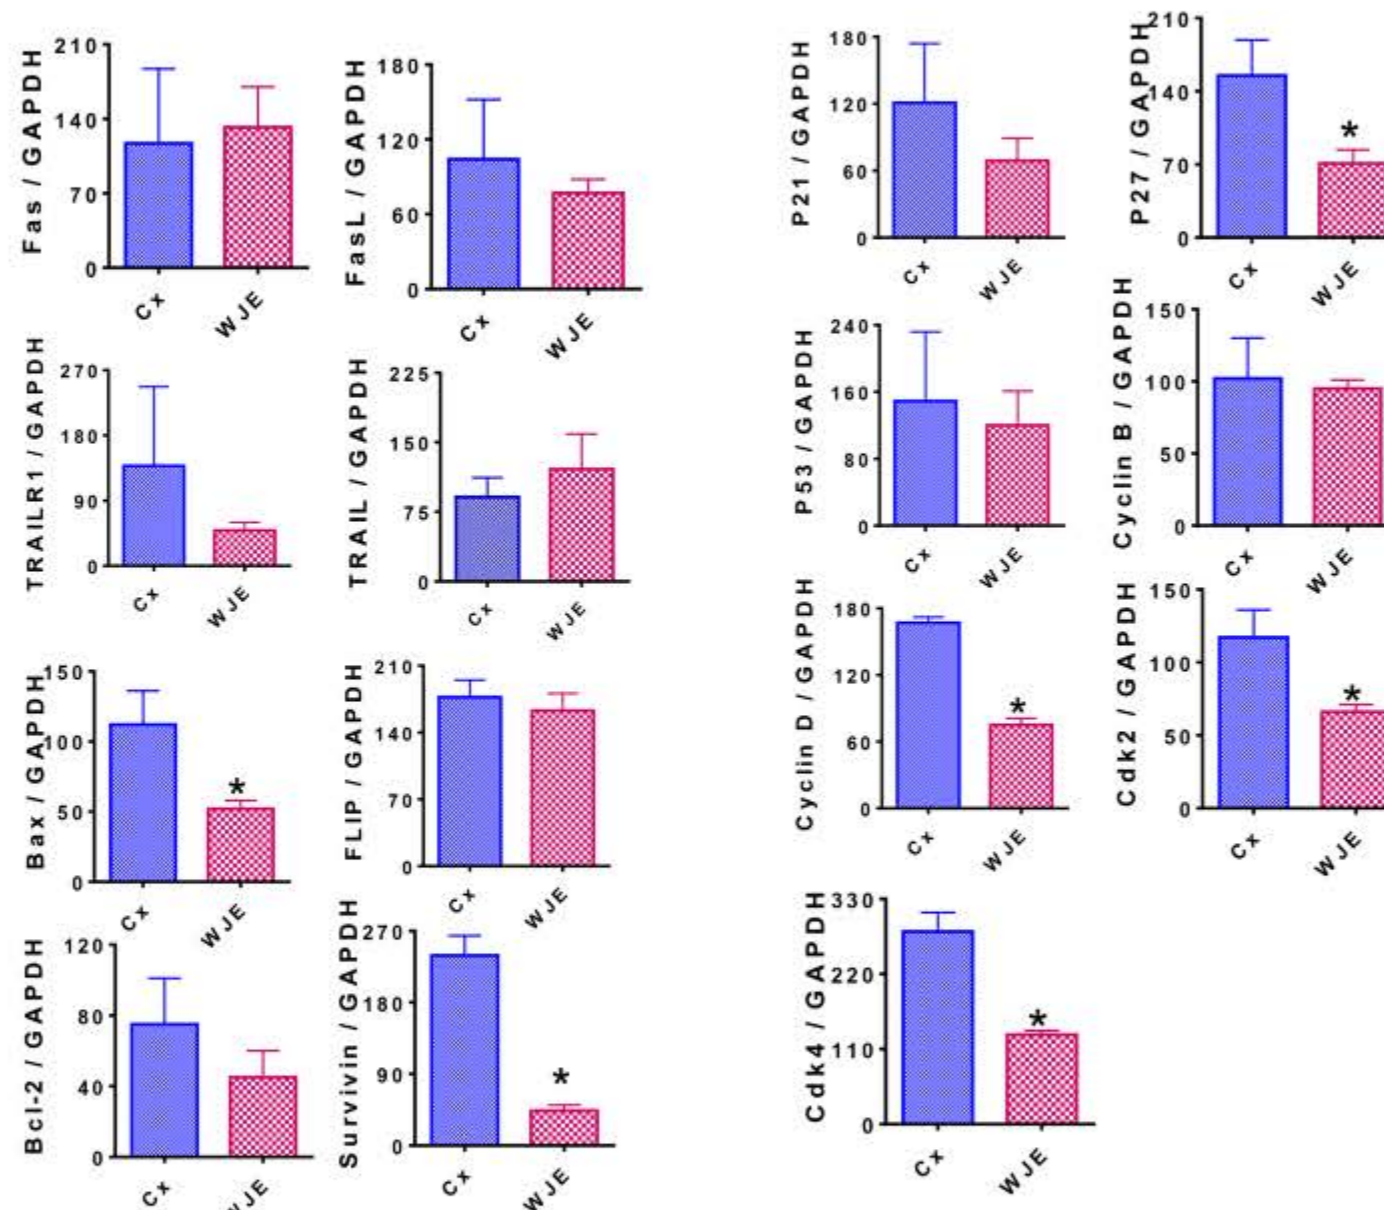 Fas / GAPDH
210
140
70
0
Cx
WJE
FasL / GAPDH
180
120
60
0
Cx
WJE
P21 / GAPDH
180
120
60
0
Cx
WJE
P27 / GAPDH
210
140
70
0
*
Cx
WJE
TRAILR1 / GAPDH
270
180
90
0
Cx
WJE
TRAIL / GAPDH
225
150
75
0
Cx
WJE
P53 / GAPDH
240
160
80
0
Cx
WJE
Cyclin B / GAPDH
150
100
50
0
Cx
WJE
Bax / GAPDH
150
100
50
0
*
Cx
WJE
FLIP / GAPDH
210
140
70
0
Cx
WJE
Cyclin D / GAPDH
180
120
60
0
*
Cx
WJE
Cdk2 / GAPDH
150
100
50
0
*
Cx
WJE
Bcl-2 / GAPDH
120
80
40
0
Cx
WJE
Survivin / GAPDH
270
180
90
0
*
Cx
WJE
Cdk4 / GAPDH
330
220
110
0
*
Cx
WJE